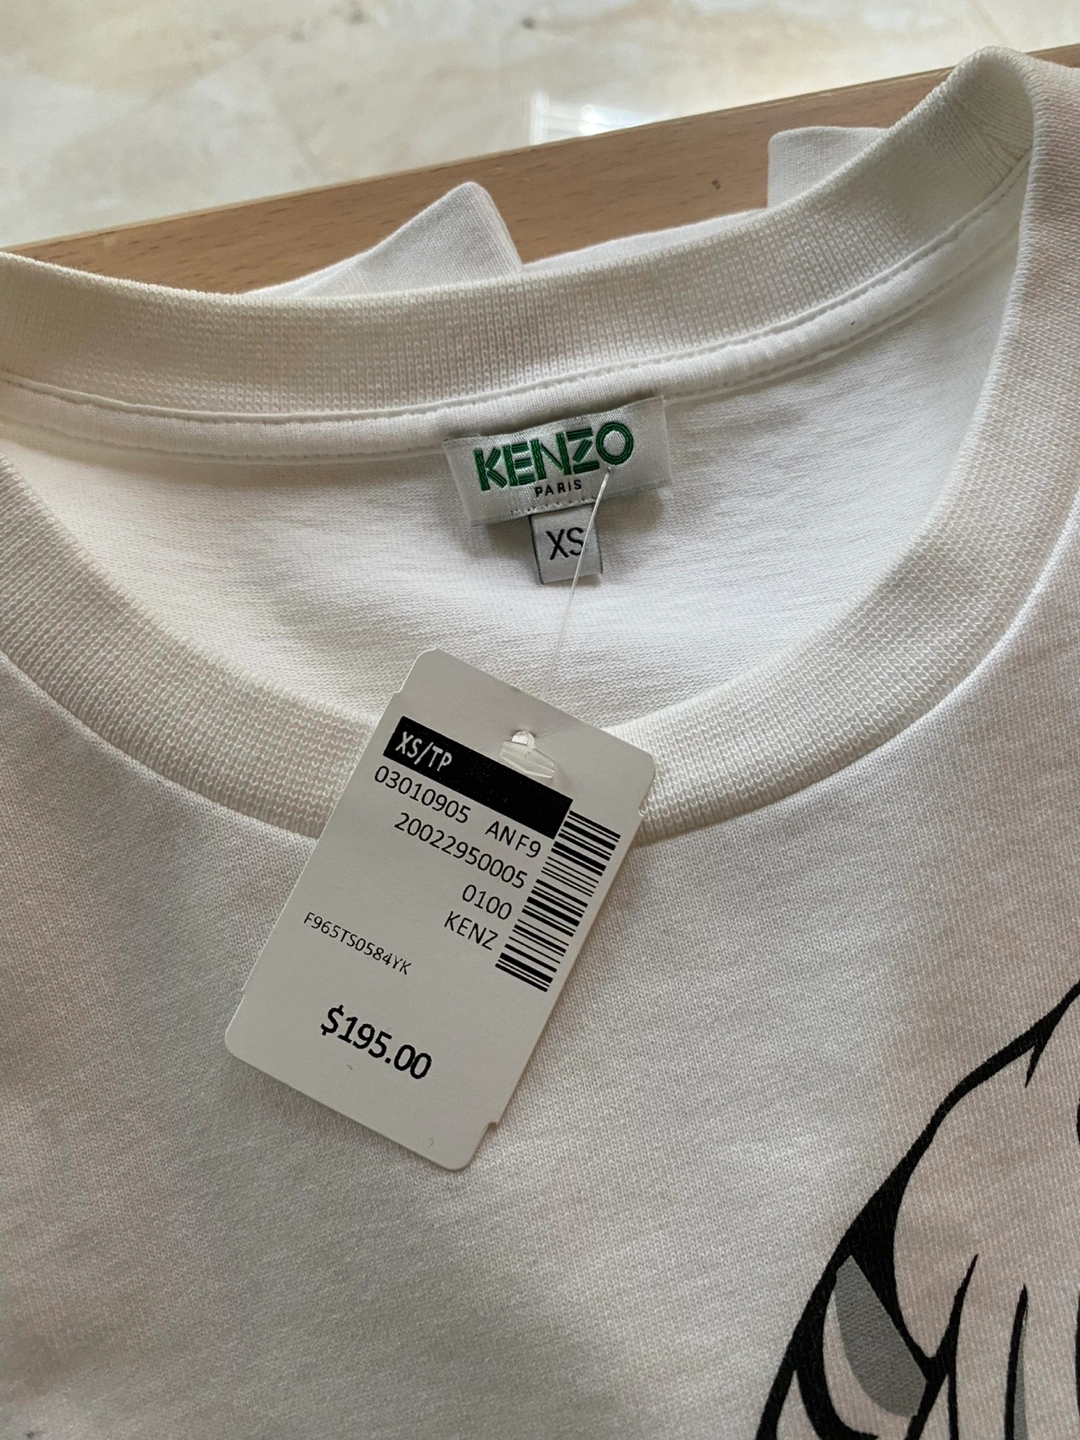 KENZO
PARIS
XS
XS/TP
03010905 ANF9
20022950005
0100
KENZ
F965TS0584YK
$195.00